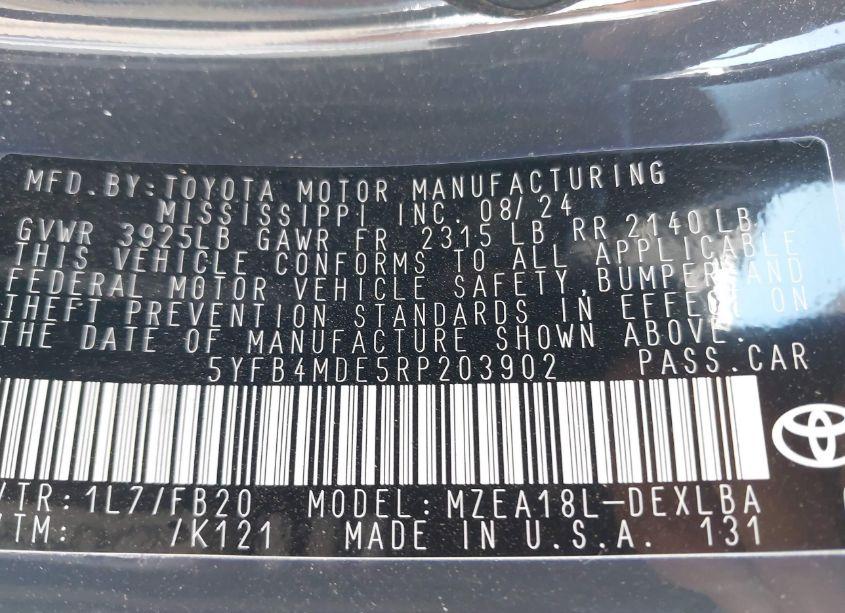 MFD.BY:TOYOTA MOTOR MANUFACTURING
MISSISSIPPI INC. 08/24
GVWR 3925LB GAWR FR 2315 LB RR 2140LB
THIS VEHICLE CONFORMS TO ALL APPLICABLE
FEDERAL MOTOR VEHICLE SAFETY,BUMPER,AND
THEFT PREVENTION STANDARDS IN EFFECT ON
THE DATE OF MANUFACTURE SHOWN ABOVE.
5YFB4MDE5RP203902 PASS.CAR
/TR:1L7/FB20 MODEL:MZEA18L-DEXLBA
/TM: /K121 MADE IN U.S.A. 131